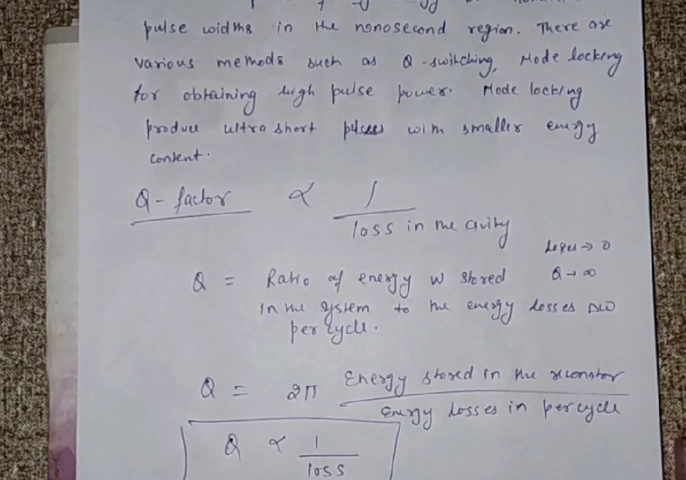 pulse widths in the nanosecond region. There are
various methods such as Q-switching, Mode locking
for obtaining high pulse power. Mode locking
produce ultra short pulses with smaller energy
content.
Q-factor ∝ 1 / loss in the cavity
losses → 0
Q → ∞
Q = Ratio of energy W stored
in the system to the energy losses ΔW
per cycle.
Q = 2π Energy stored in the resonator / Energy losses in per cycle
Q ∝ 1 / loss